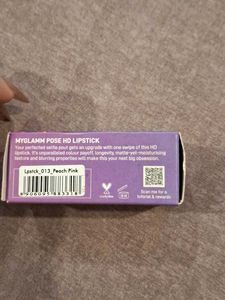 MYGLAMM POSE HD LIPSTICK
Your perfected selfie pout gets an upgrade with one swipe of this HD
lipstick. It's unparalleled colour payoff, longevity, matte-yet-moisturising
texture and blurring properties will make this your next big obsession.
Lpstck_013_Peach Pink
Scan me for a
tutorial & rewards